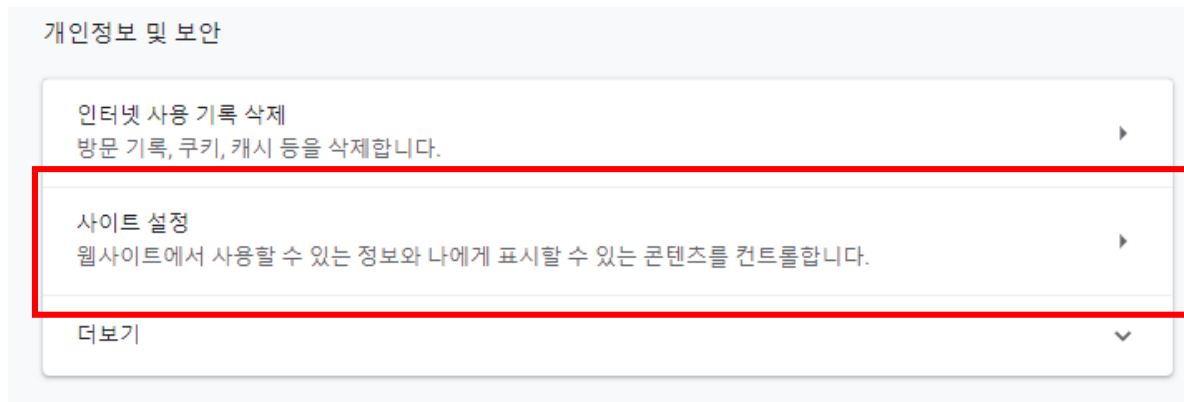 개인정보 및 보안
인터넷 사용 기록 삭제
방문 기록, 쿠키, 캐시 등을 삭제합니다.
사이트 설정
웹사이트에서 사용할 수 있는 정보와 나에게 표시할 수 있는 콘텐츠를 컨트롤합니다.
더보기